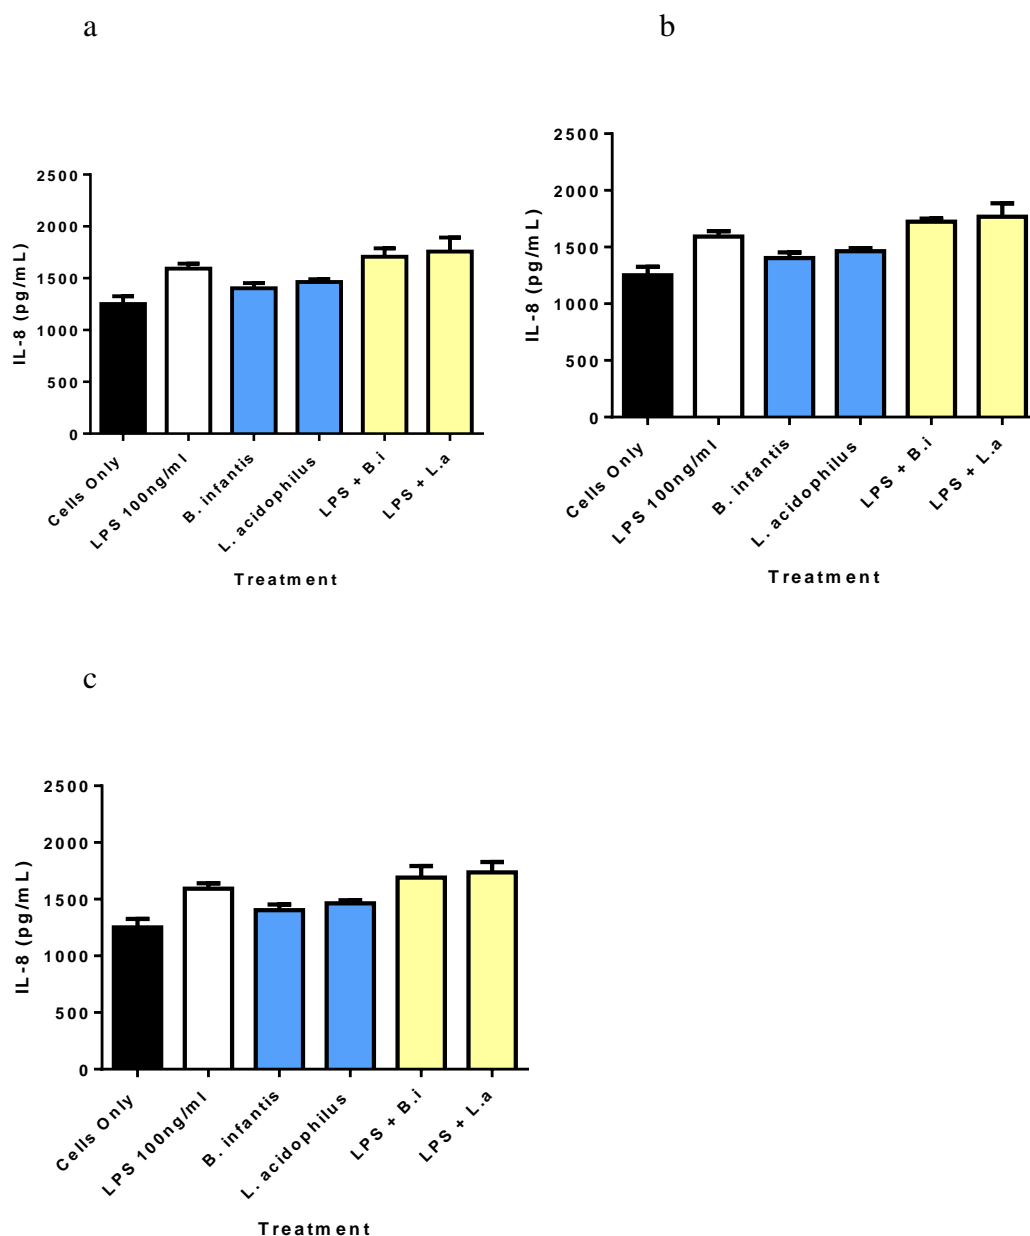 a
b
2500
2000
1500
1000
500
0
IL-8 (pg/mL)
Cells Only
LPS 100ng/ml
B. infantis
L. acidophilus
LPS + B.i
LPS + L.a
Treatment
2500
2000
1500
1000
500
0
IL-8 (pg/mL)
Cells Only
LPS 100ng/ml
B. infantis
L. acidophilus
LPS + B.i
LPS + L.a
Treatment
c
2500
2000
1500
1000
500
0
IL-8 (pg/mL)
Cells Only
LPS 100ng/ml
B. infantis
L. acidophilus
LPS + B.i
LPS + L.a
Treatment